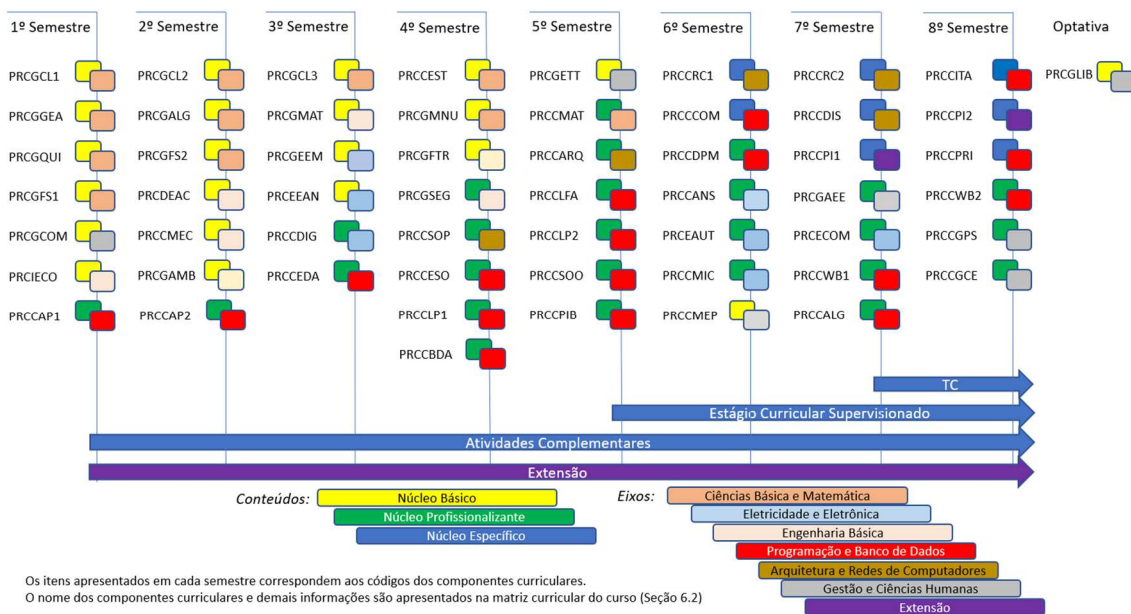 1º Semestre
2º Semestre
3º Semestre
4º Semestre
5º Semestre
6º Semestre
7º Semestre
8º Semestre
Optativa
PRCGCL1
PRCGCL2
PRCGCL3
PRCCEST
PRCGETT
PRCCRC1
PRCCRC2
PRCCITA
PRCGLIB
PRCGGEA
PRCGALG
PRCGMAT
PRCGMNU
PRCCMAT
PRCCCOM
PRCCDIS
PRCCPI2
PRCGQUI
PRCGFS2
PRCGEEM
PRCGFTR
PRCCARQ
PRCCDPM
PRCCPI1
PRCCPRI
PRCGFS1
PRCDEAC
PRCEEAN
PRCGSEG
PRCCLFA
PRCCANS
PRCGAEE
PRCCWB2
PRCGCOM
PRCCMEC
PRCCDIG
PRCCSOP
PRCCLP2
PRCEAUT
PRCECOM
PRCCGPS
PRCIECO
PRCGAMB
PRCCEDA
PRCCESO
PRCCSOO
PRCCMIC
PRCCWB1
PRCCGCE
PRCCAP1
PRCCAP2
PRCCLP1
PRCCPIB
PRCCMEP
PRCCALG
PRCCBDA
TC
Estágio Curricular Supervisionado
Atividades Complementares
Extensão
Conteúdos:
Núcleo Básico
Núcleo Profissionalizante
Núcleo Específico
Eixos:
Ciências Básica e Matemática
Eletricidade e Eletrônica
Engenharia Básica
Programação e Banco de Dados
Arquitetura e Redes de Computadores
Gestão e Ciências Humanas
Extensão
Os itens apresentados em cada semestre correspondem aos códigos dos componentes curriculares.
O nome dos componentes curriculares e demais informações são apresentados na matriz curricular do curso (Seção 6.2)